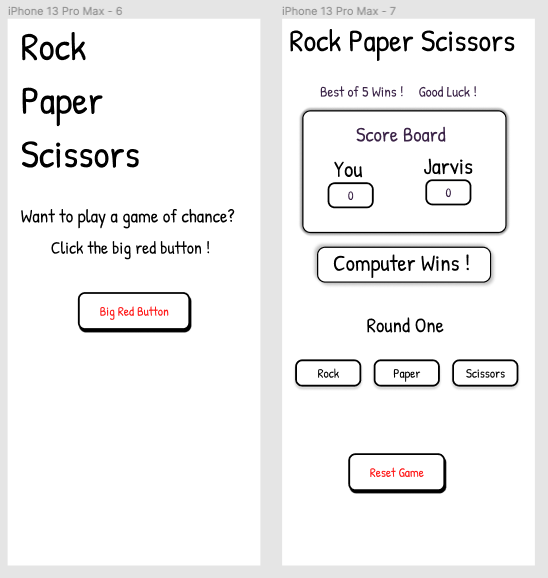 iPhone 13 Pro Max - 6
Rock
Paper
Scissors
Want to play a game of chance?
Click the big red button !
Big Red Button
iPhone 13 Pro Max - 7
Rock Paper Scissors
Best of 5 Wins ! Good Luck !
Score Board
You Jarvis
0 0
Computer Wins !
Round One
Rock Paper Scissors
Reset Game